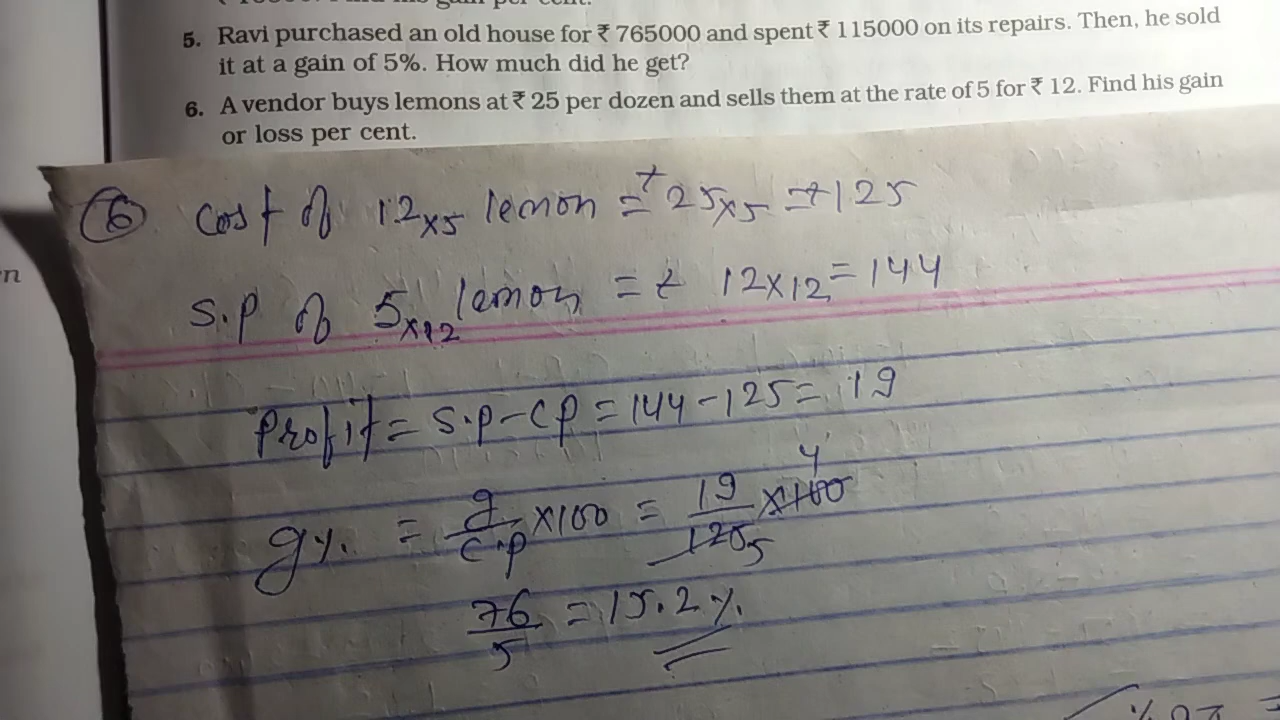 5. Ravi purchased an old house for ₹ 765000 and spent ₹ 115000 on its repairs. Then, he sold
it at a gain of 5%. How much did he get?
6. A vendor buys lemons at ₹ 25 per dozen and sells them at the rate of 5 for ₹ 12. Find his gain
or loss per cent.
⑥ Cost of 12×5 lemon = ₹ 25×5 = ₹ 125
S.P of 5×12 lemon = ₹ 12×12 = 144
Profit = S.P - CP = 144 - 125 = 19
g%. = g/C.P ×100 = 19/125 ×100 4
5
76/5 = 15.2%